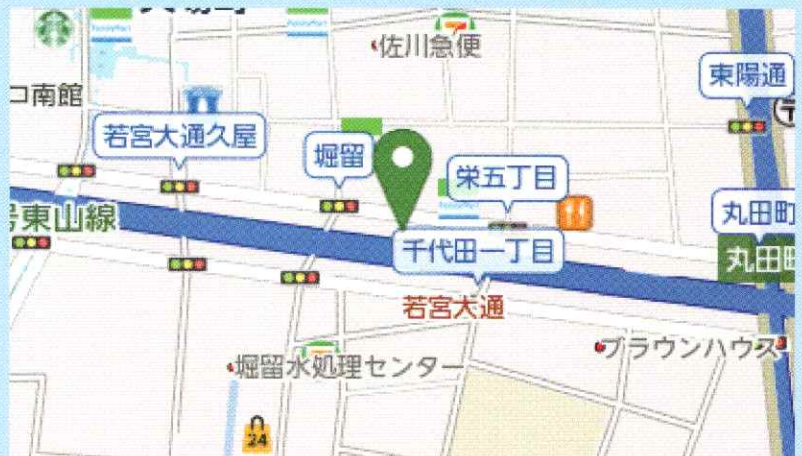 佐川急便
東陽通
コ南館
若宮大通久屋
堀留
栄五丁目
号東山線
丸田町
千代田一丁目
丸田町
若宮大通
ブラウンハウス
堀留水処理センター
24